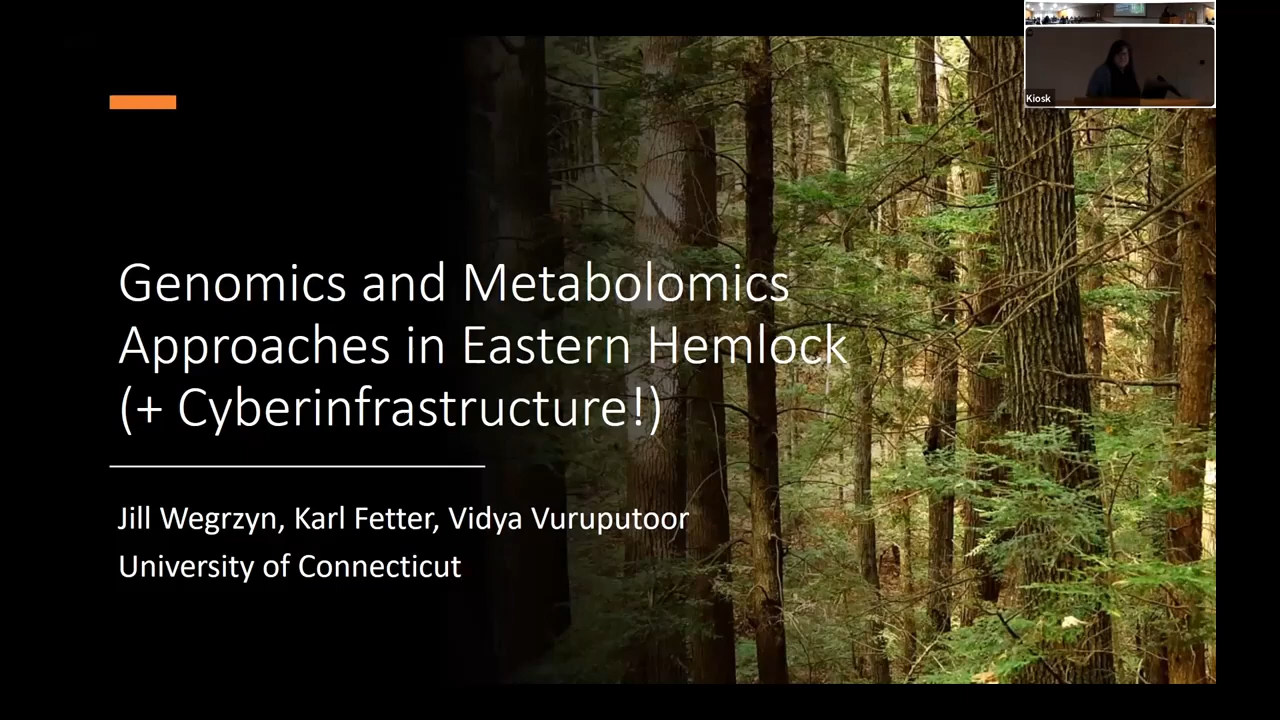 Kiosk
Genomics and Metabolomics
Approaches in Eastern Hemlock
(+ Cyberinfrastructure!)
Jill Wegrzyn, Karl Fetter, Vidya Vuruputoor
University of Connecticut